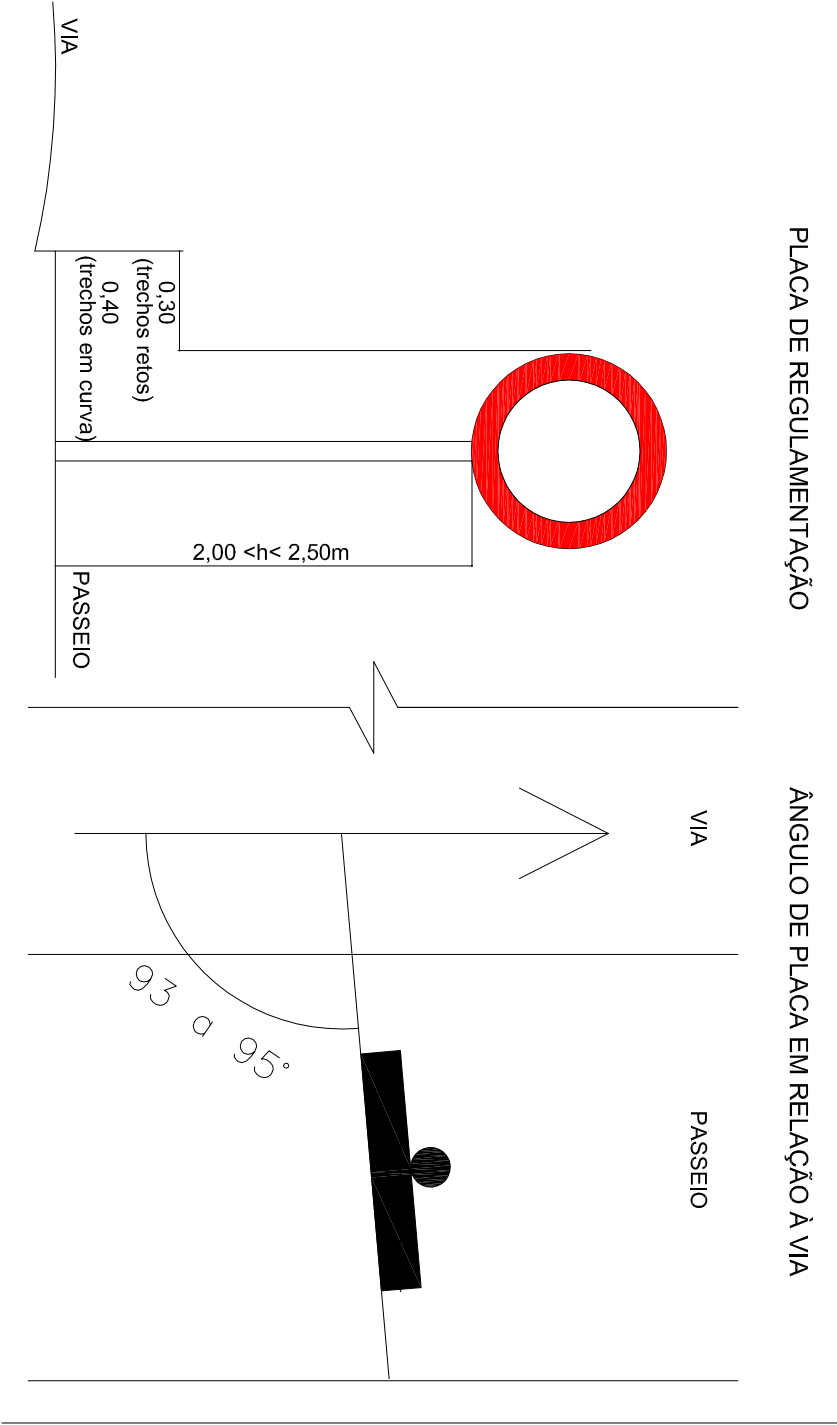 PLACA DE REGULAMENTAÇÃO
VIA
0,30
(trechos retos)
0,40
(trechos em curva)
2,00 <h< 2,50m
PASSEIO
ÂNGULO DE PLACA EM RELAÇÃO À VIA
VIA
PASSEIO
93 a 95°